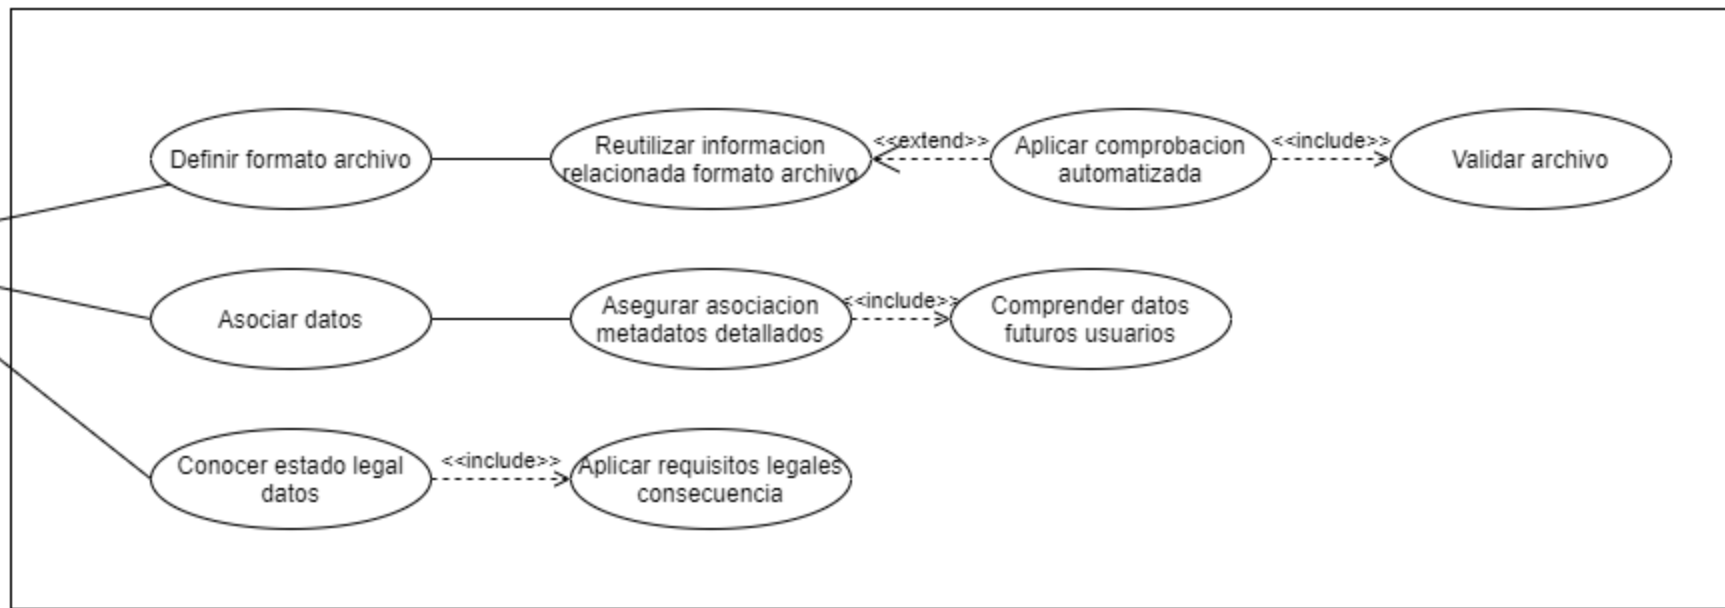 Definir formato archivo
Reutilizar informacion
relacionada formato archivo
<<extend>>
Aplicar comprobacion
automatizada
<<include>>
Validar archivo
Asociar datos
Asegurar asociacion
metadatos detallados
<<include>>
Comprender datos
futuros usuarios
Conocer estado legal
datos
<<include>>
Aplicar requisitos legales
consecuencia